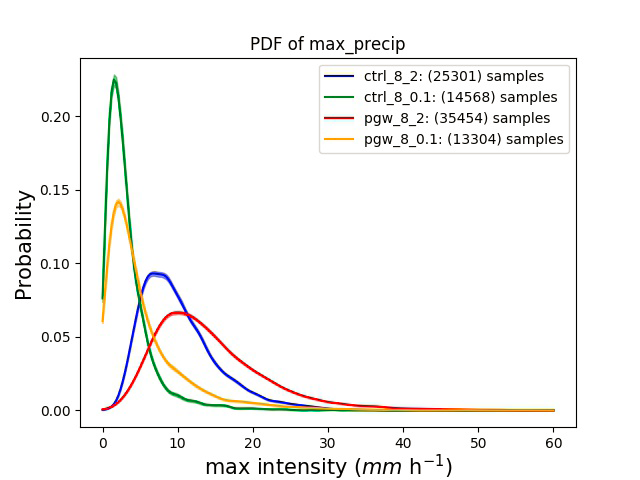 PDF of max_precip
ctrl_8_2: (25301) samples
ctrl_8_0.1: (14568) samples
pgw_8_2: (35454) samples
pgw_8_0.1: (13304) samples
Probability
0.20
0.15
0.10
0.05
0.00
0 10 20 30 40 50 60
max intensity (mm h⁻¹)